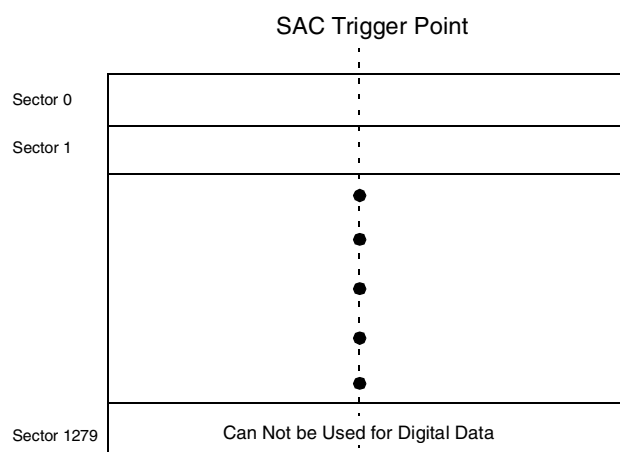 SAC Trigger Point
Sector 0
Sector 1
Sector 1279
Can Not be Used for Digital Data